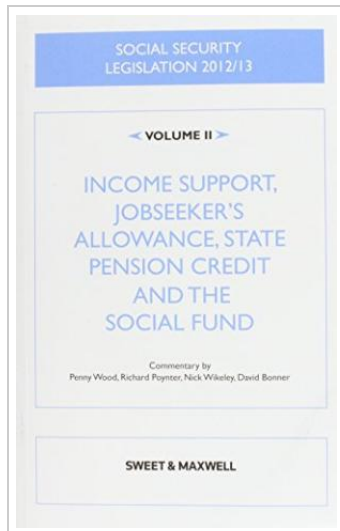 SOCIAL SECURITY
LEGISLATION 2012/13
VOLUME II
INCOME SUPPORT,
JOBSEEKER'S
ALLOWANCE, STATE
PENSION CREDIT
AND THE
SOCIAL FUND
Commentary by
Penny Wood, Richard Poynter, Nick Wikeley, David Bonner
SWEET & MAXWELL